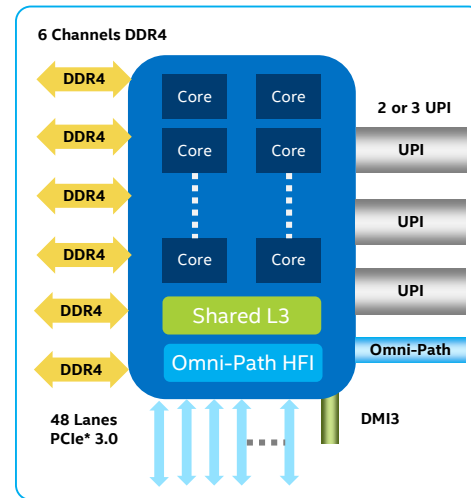 6 Channels DDR4
DDR4
Core
Core
2 or 3 UPI
DDR4
Core
Core
UPI
DDR4
UPI
DDR4
Core
Core
UPI
DDR4
Shared L3
Omni-Path HFI
Omni-Path
DDR4
48 Lanes
PCIe* 3.0
DMI3